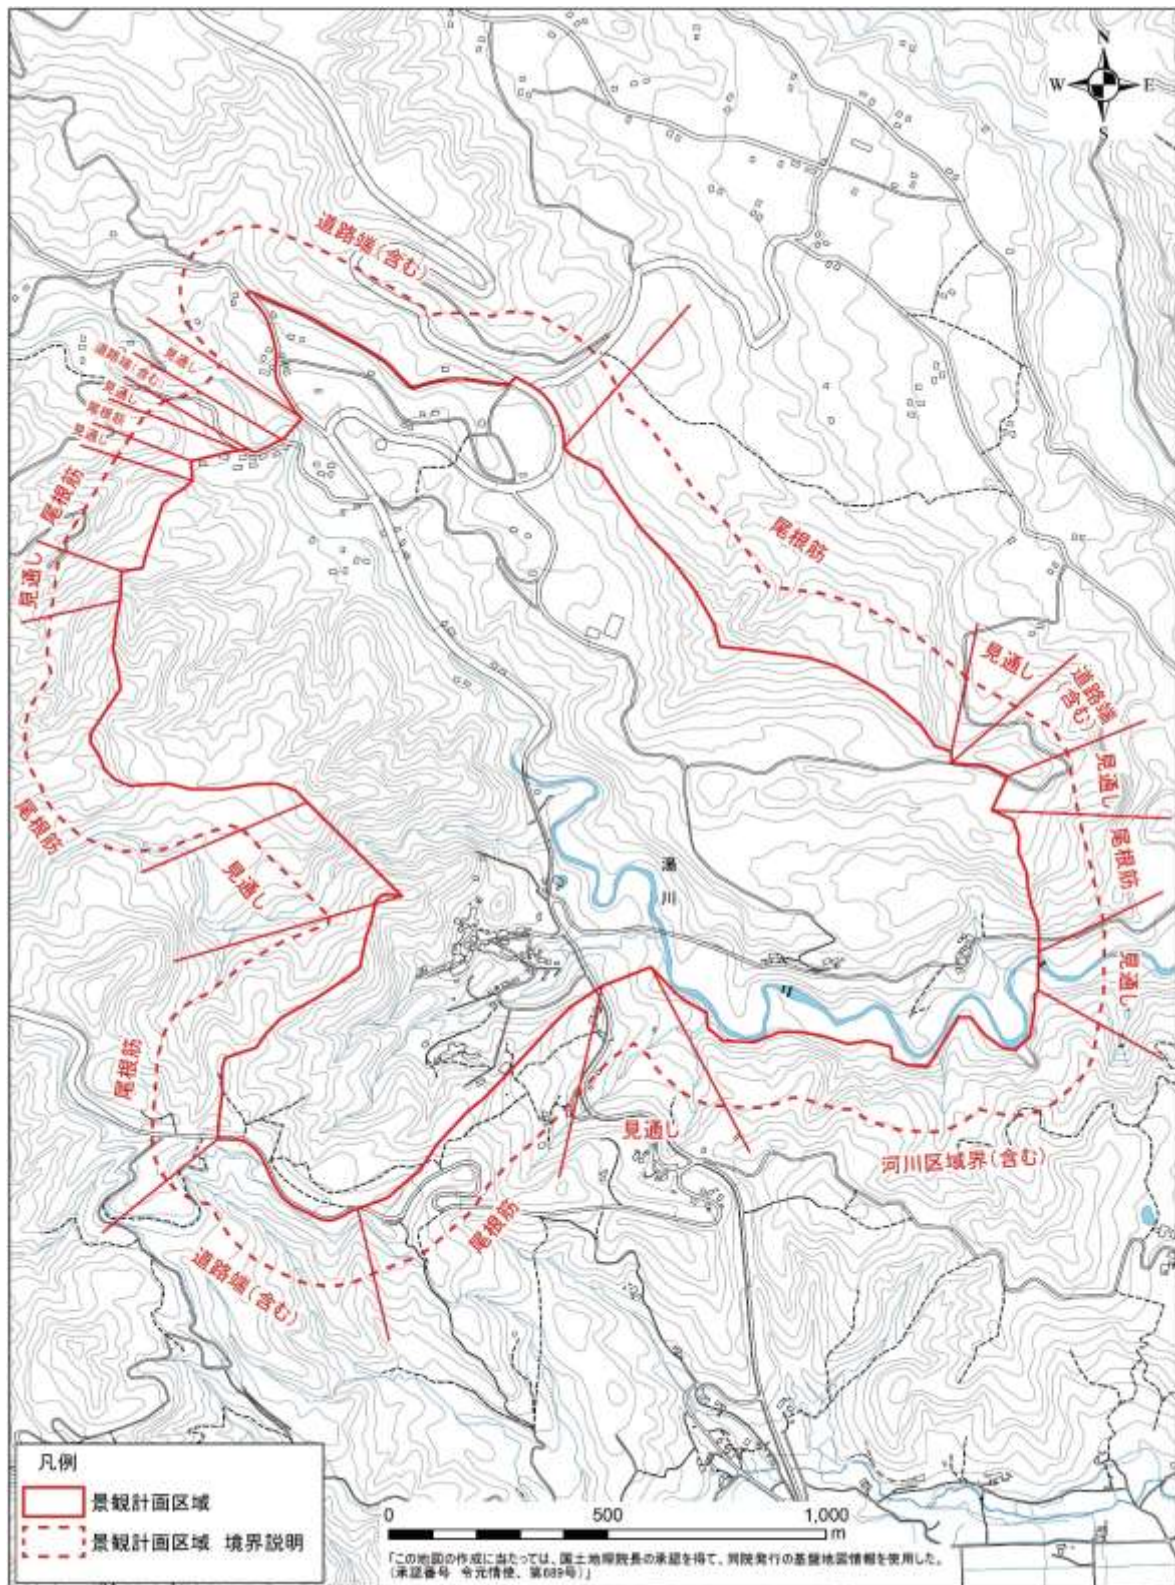 N
W E
S
道路端(含む)
見通し
道路端(含む)
見通し
尾根筋
見通し
尾根筋
見通し
尾根筋
見通し
尾根筋
道路端(含む)
尾根筋
見通し
河川区域界(含む)
見通し
尾根筋
見通し
道路端
(含む)
見通し
尾根筋
湯
川
凡例
景観計画区域
景観計画区域 境界説明
0 500 1,000
m
「この地図の作成に当たっては、国土地理院長の承認を得て、同院発行の基盤地図情報を使用した。
(承認番号 令元情使、第689号)」